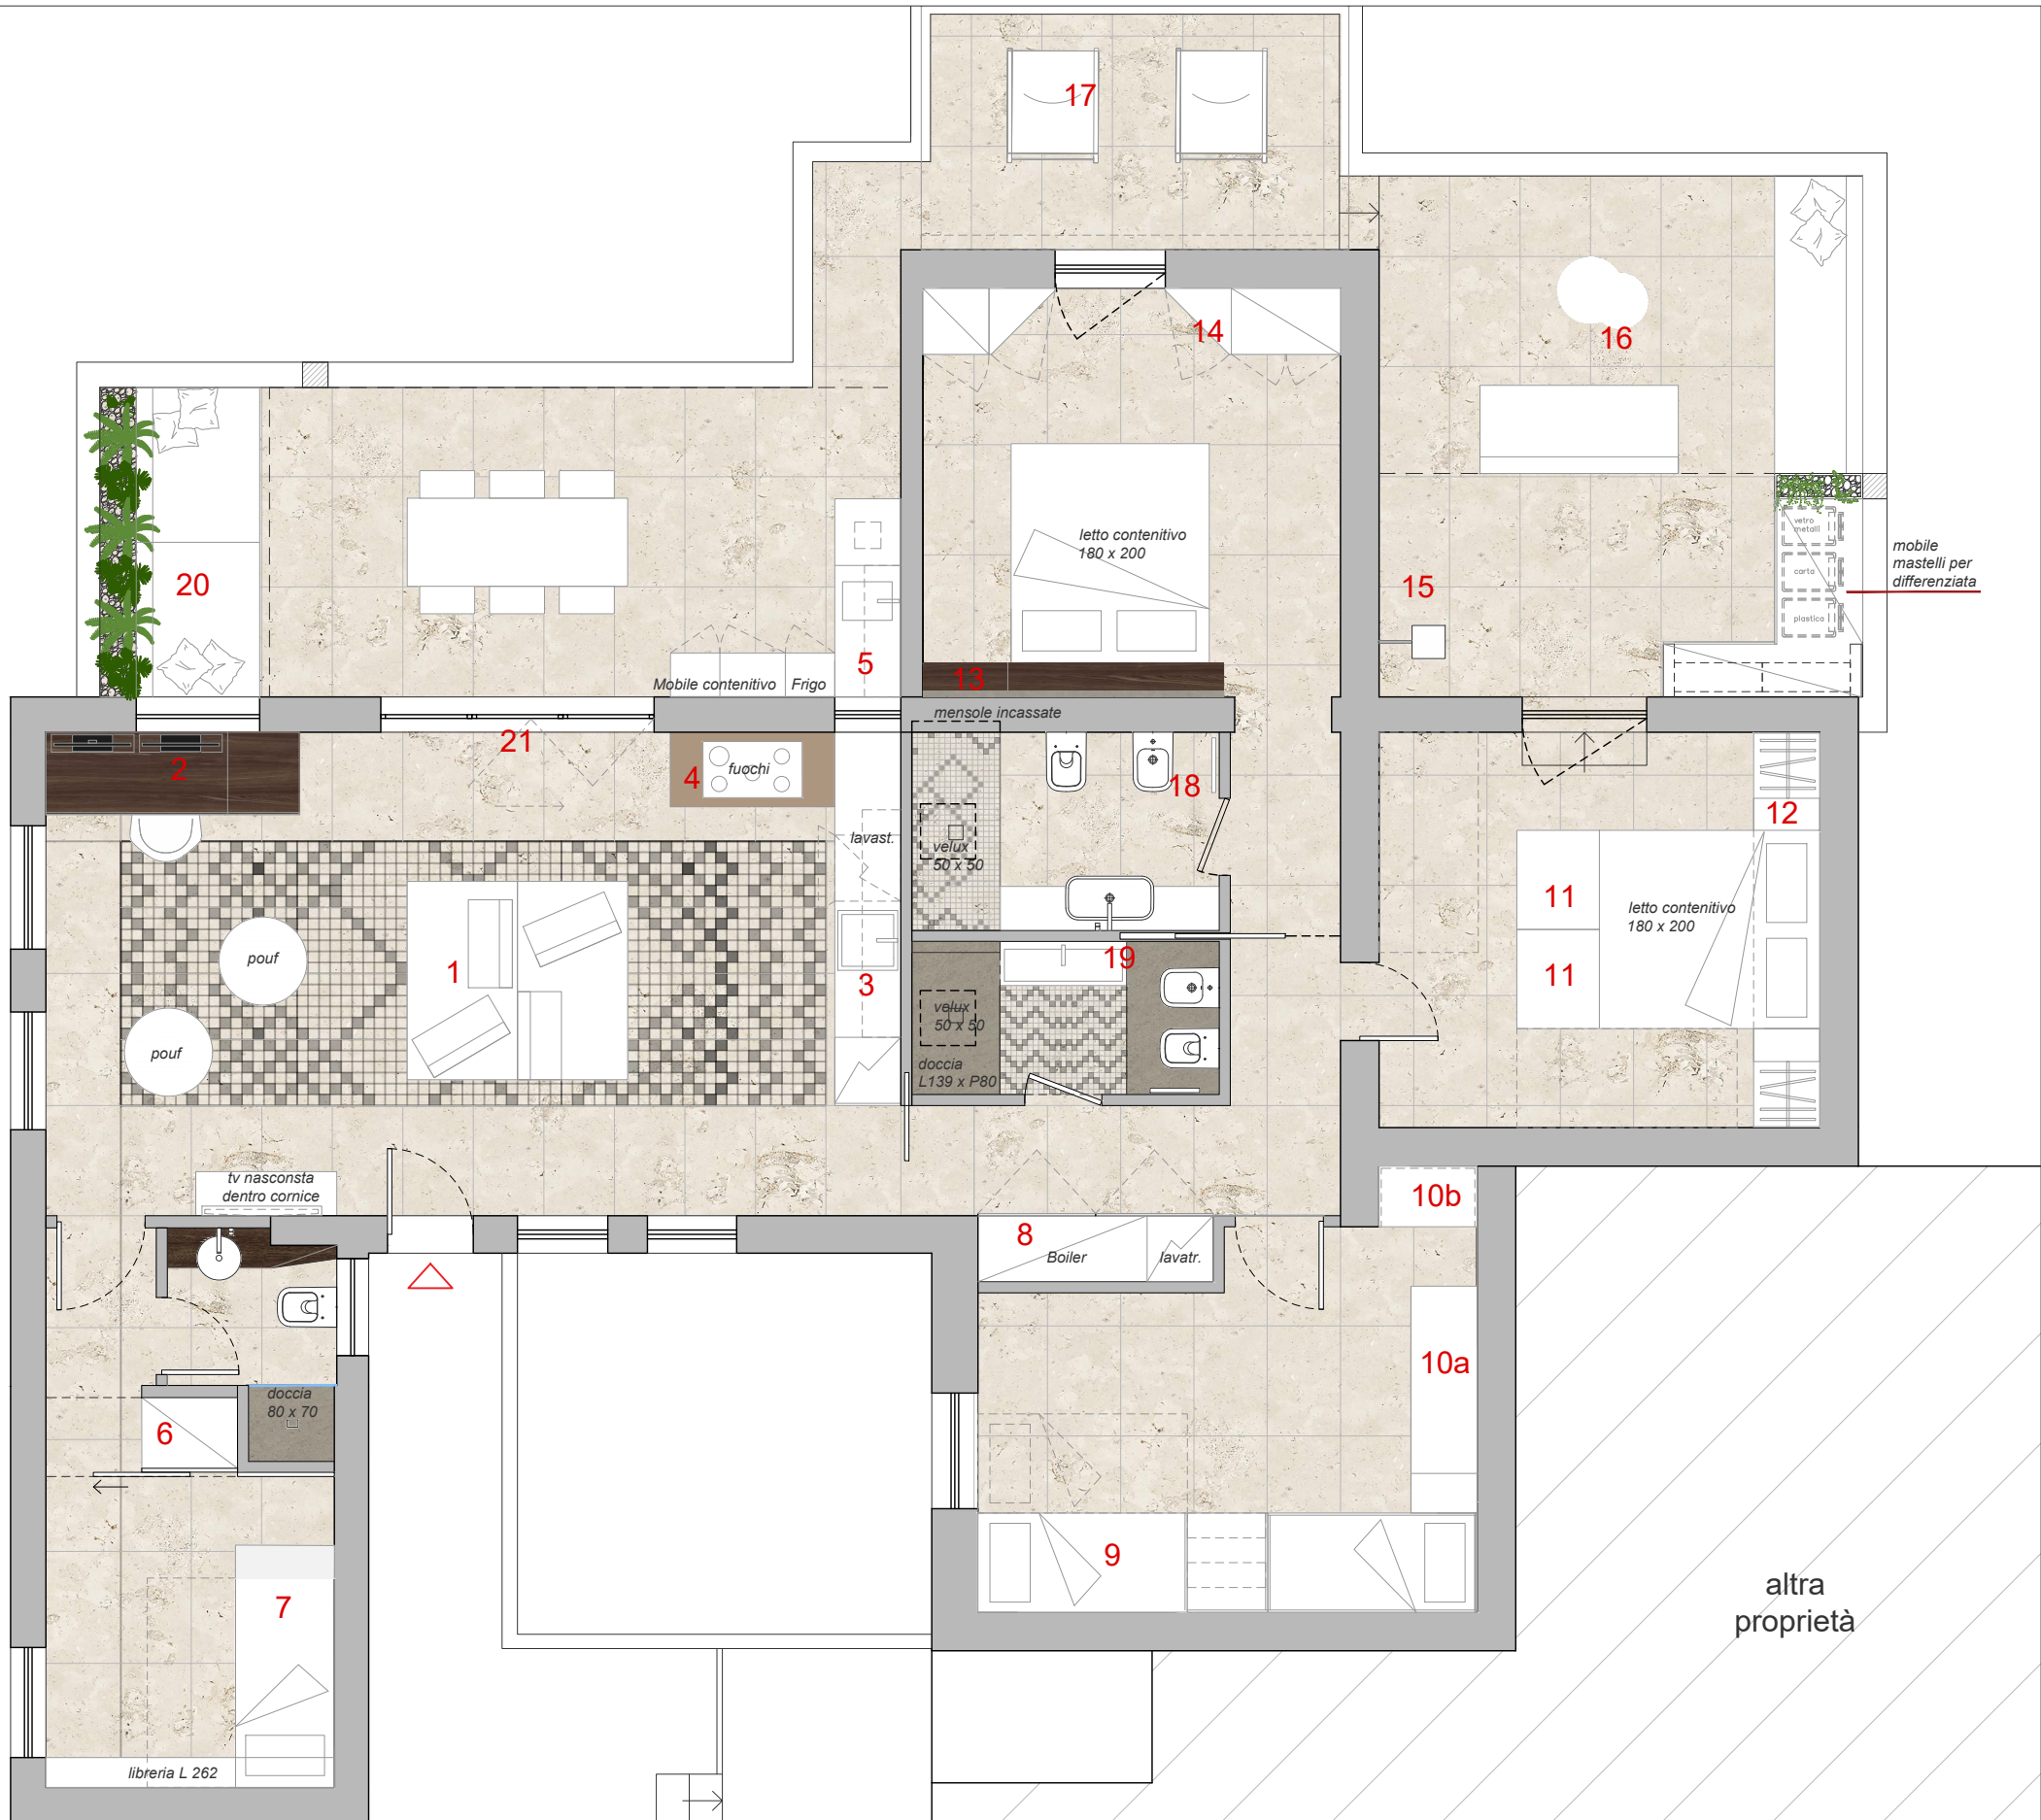 17
14
16
letto contenitivo
180 x 200
vetro
metalli
carta
plastica
mobile
mastelli per
differenziata
20
15
5
13
Mobile contenitivo
Frigo
mensole incassate
21
2
4
fuochi
18
12
lavast.
velux
50 x 50
11
letto contenitivo
180 x 200
pouf
1
3
19
11
velux
50 x 50
pouf
doccia
L139 x P80
tv nasconsta
dentro cornice
10b
8
Boiler
lavatr.
10a
doccia
80 x 70
6
9
7
altra
proprietà
libreria L 262